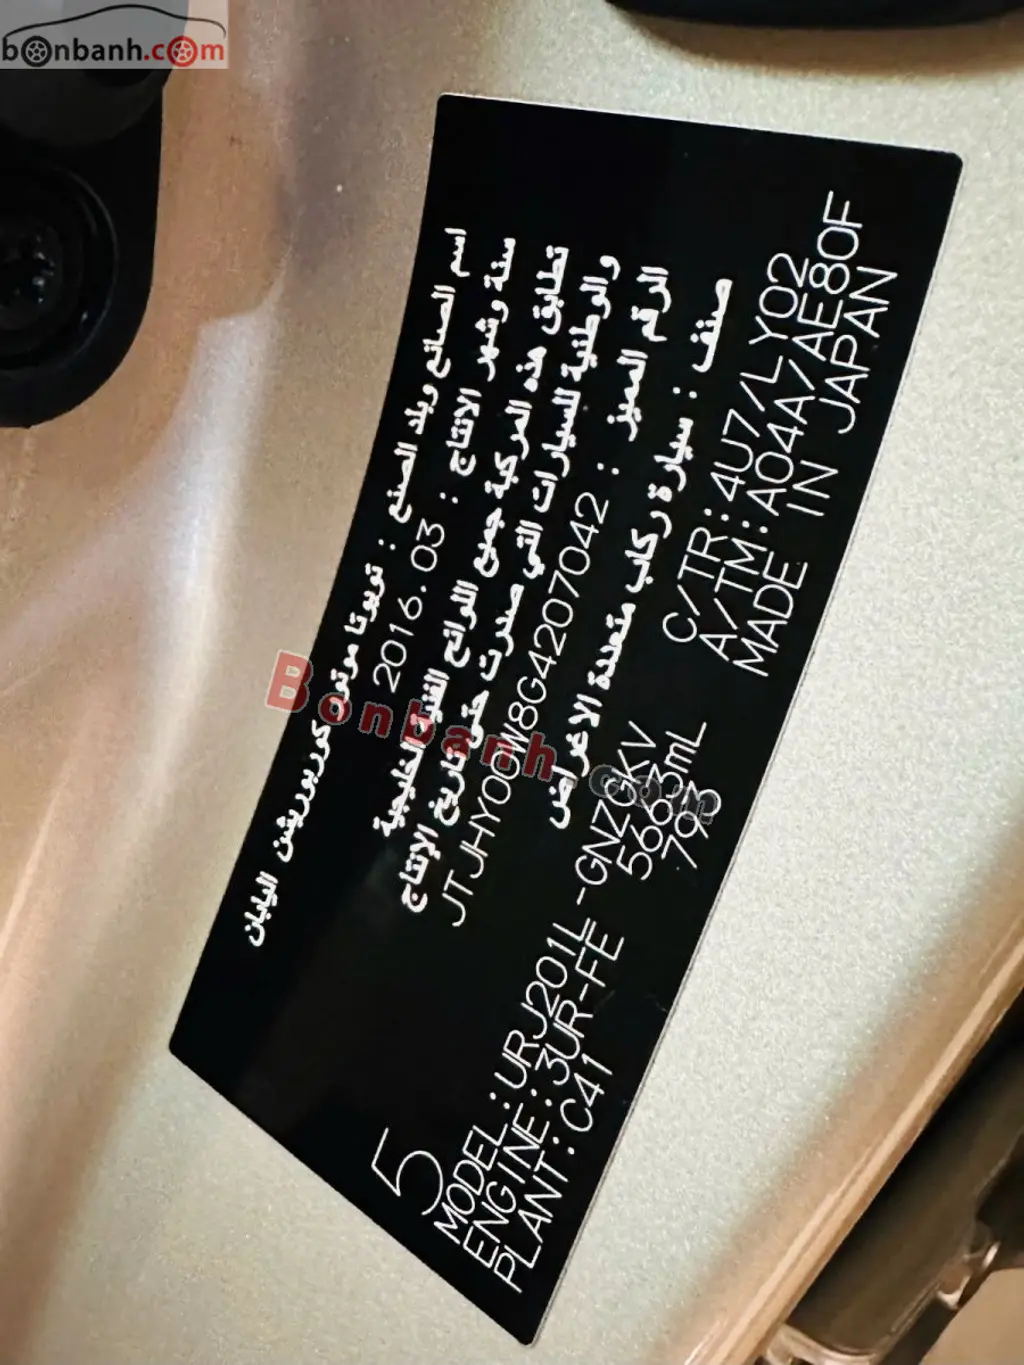 bonbanh.com
اسم الصانع وبلد الصنع : تويوتا موتور كوربوريشن اليابان
سنة وشهر الانتاج : 2016.03
تطابق هذه المركبة جميع اللوائح الفنية الخليجية
والوطنية للسيارات التي صدرت حتى تاريخ الإنتاج
الرقم المميز : JTJHY00W8G4207042
صنف : سيارة ركاب متعددة الاغراض
5
MODEL:URJ201L-GNZGKV C/TR:4U7/LY02
ENGINE:3UR-FE 5663mL A/TM:A04A/AE80F
PLANT:C41 793 MADE IN JAPAN
Bonbanh.com